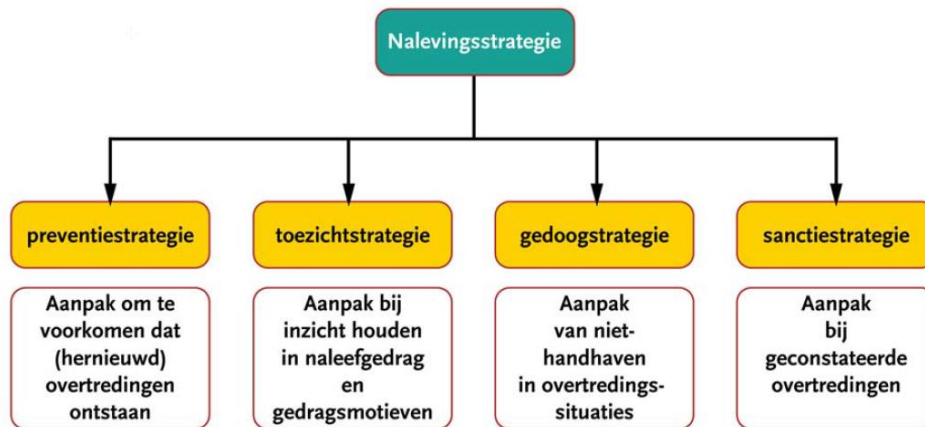 Nalevingsstrategie
preventiestrategie
toezichtstrategie
gedoogstrategie
sanctiestrategie
Aanpak om te
voorkomen dat
(hernieuwd)
overtredingen
ontstaan
Aanpak bij
inzicht houden
in naleefgedrag
en
gedragsmotieven
Aanpak
van niet-
handhaven
in overtredings-
situaties
Aanpak
bij
geconstateerde
overtredingen